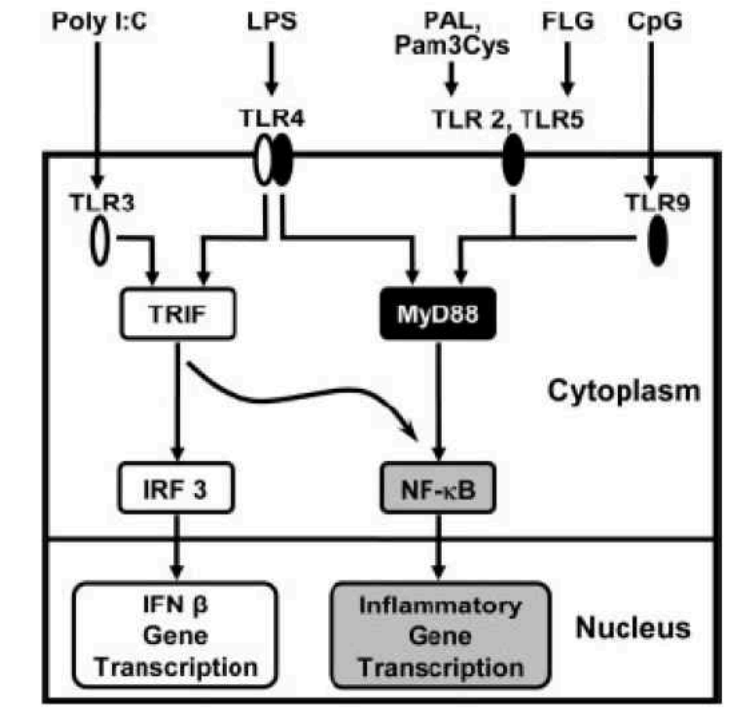 Poly I:C
LPS
PAL,
Pam3Cys
FLG
CpG
TLR4
TLR 2, TLR5
TLR3
TLR9
TRIF
MyD88
Cytoplasm
IRF 3
NF-κB
IFN β
Gene
Transcription
Inflammatory
Gene
Transcription
Nucleus